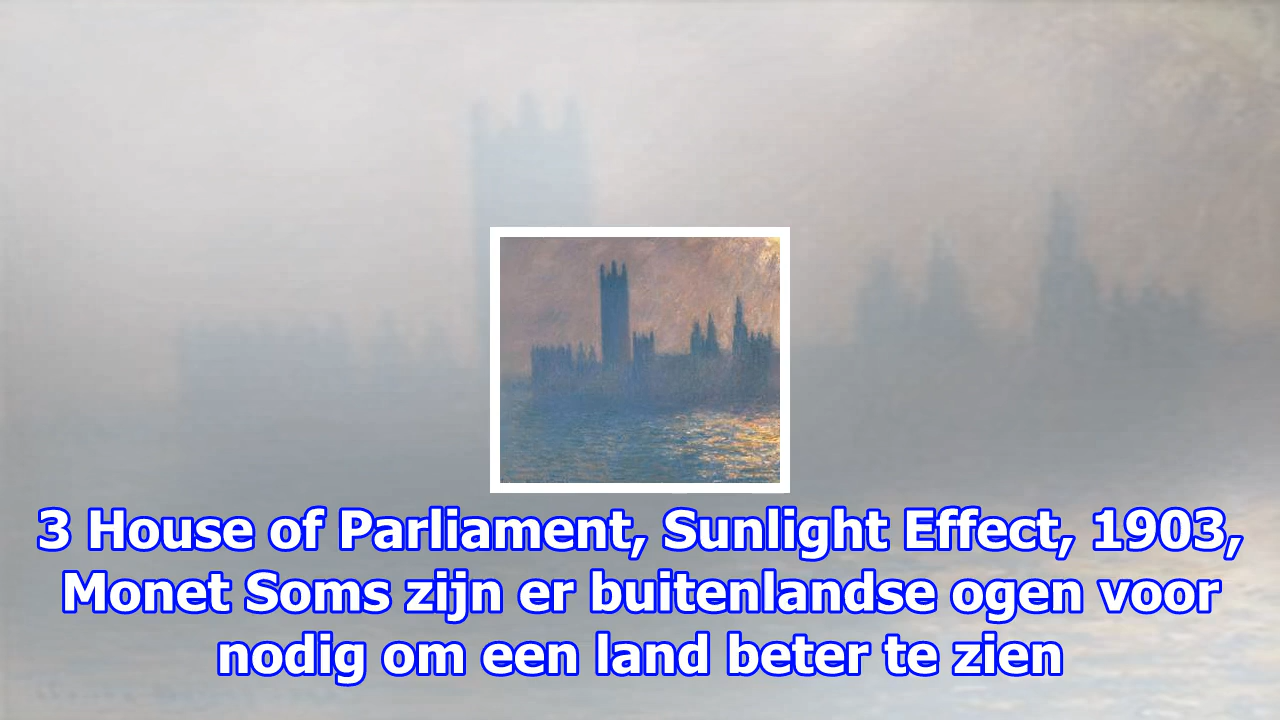 3 House of Parliament, Sunlight Effect, 1903,
Monet Soms zijn er buitenlandse ogen voor
nodig om een land beter te zien